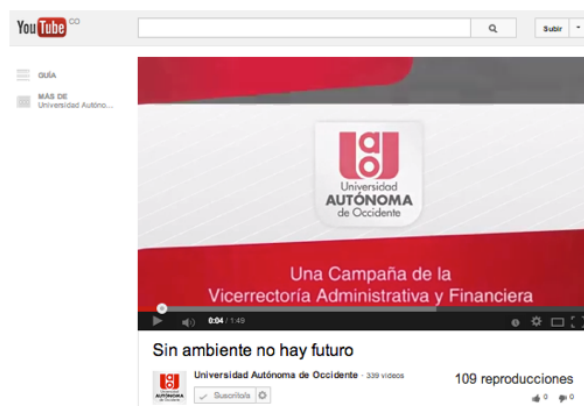 YouTube CO
Subir
GUÍA
MÁS DE
Universidad Autóno...
uao
Universidad
AUTÓNOMA
de Occidente
Una Campaña de la
Vicerrectoría Administrativa y Financiera
0:04 / 1:49
Sin ambiente no hay futuro
Universidad Autónoma de Occidente - 339 videos
Suscrito/a
109 reproducciones
0 0